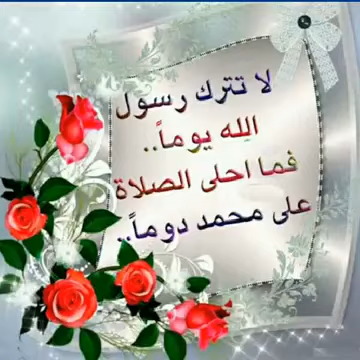 لا تترك رسول
الله يوماً..
فما احلى الصلاة
على محمد دوماً..